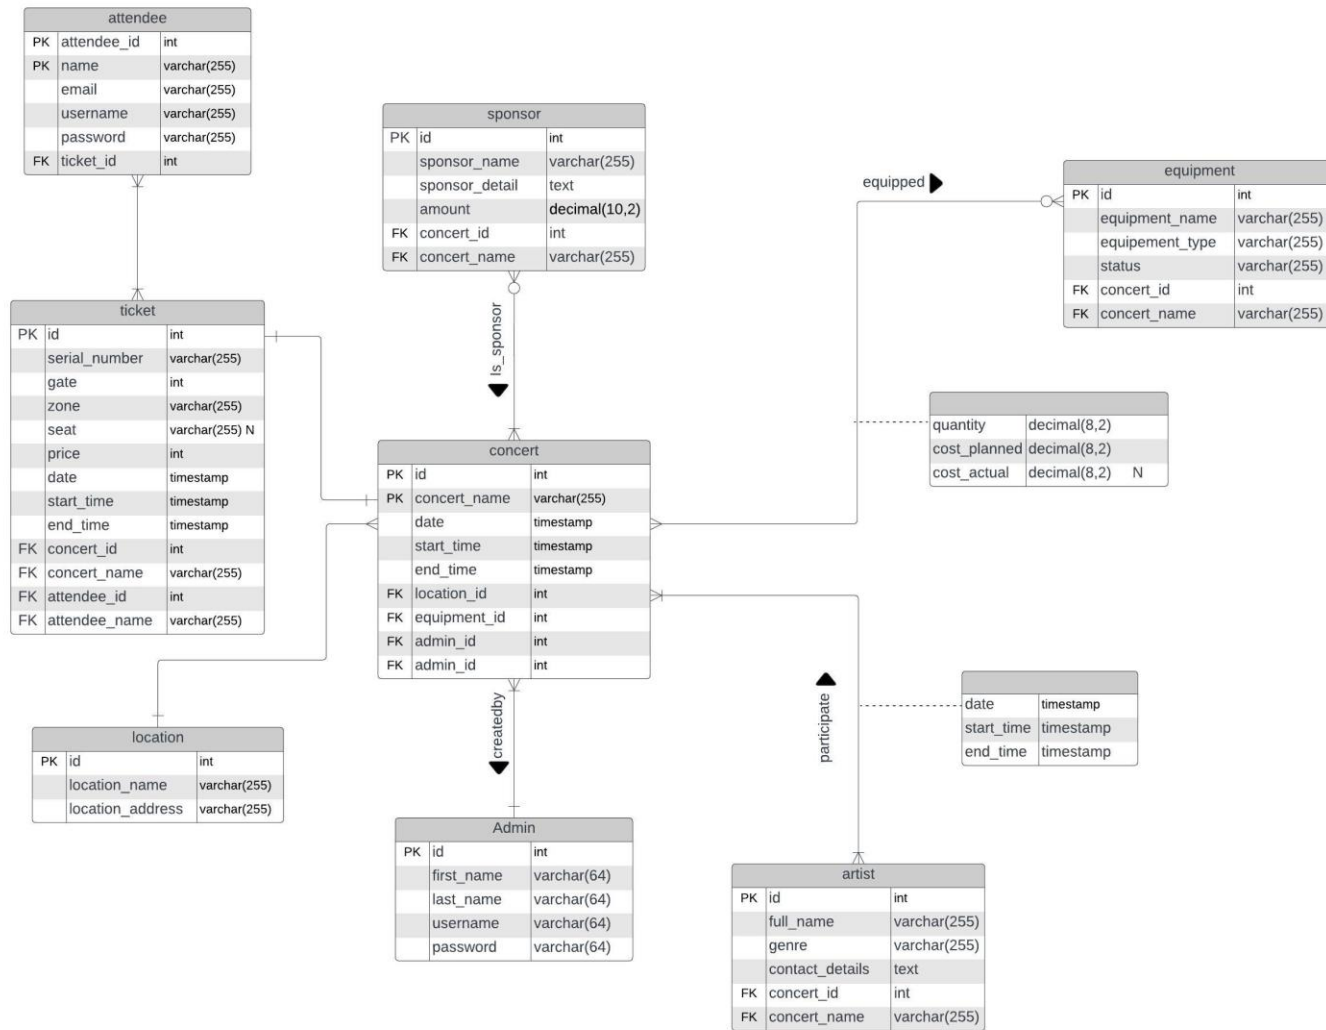 attendee
PK attendee_id int
PK name varchar(255)
email varchar(255)
username varchar(255)
password varchar(255)
FK ticket_id int
sponsor
PK id int
sponsor_name varchar(255)
sponsor_detail text
amount decimal(10,2)
FK concert_id int
FK concert_name varchar(255)
equipped
equipment
PK id int
equipment_name varchar(255)
equipement_type varchar(255)
status varchar(255)
FK concert_id int
FK concert_name varchar(255)
ticket
PK id int
serial_number varchar(255)
gate int
zone varchar(255)
seat varchar(255) N
price int
date timestamp
start_time timestamp
end_time timestamp
FK concert_id int
FK concert_name varchar(255)
FK attendee_id int
FK attendee_name varchar(255)
Is_sponsor
quantity decimal(8,2)
cost_planned decimal(8,2)
cost_actual decimal(8,2) N
concert
PK id int
PK concert_name varchar(255)
date timestamp
start_time timestamp
end_time timestamp
FK location_id int
FK equipment_id int
FK admin_id int
FK admin_id int
createdby
participate
date timestamp
start_time timestamp
end_time timestamp
location
PK id int
location_name varchar(255)
location_address varchar(255)
Admin
PK id int
first_name varchar(64)
last_name varchar(64)
username varchar(64)
password varchar(64)
artist
PK id int
full_name varchar(255)
genre varchar(255)
contact_details text
FK concert_id int
FK concert_name varchar(255)